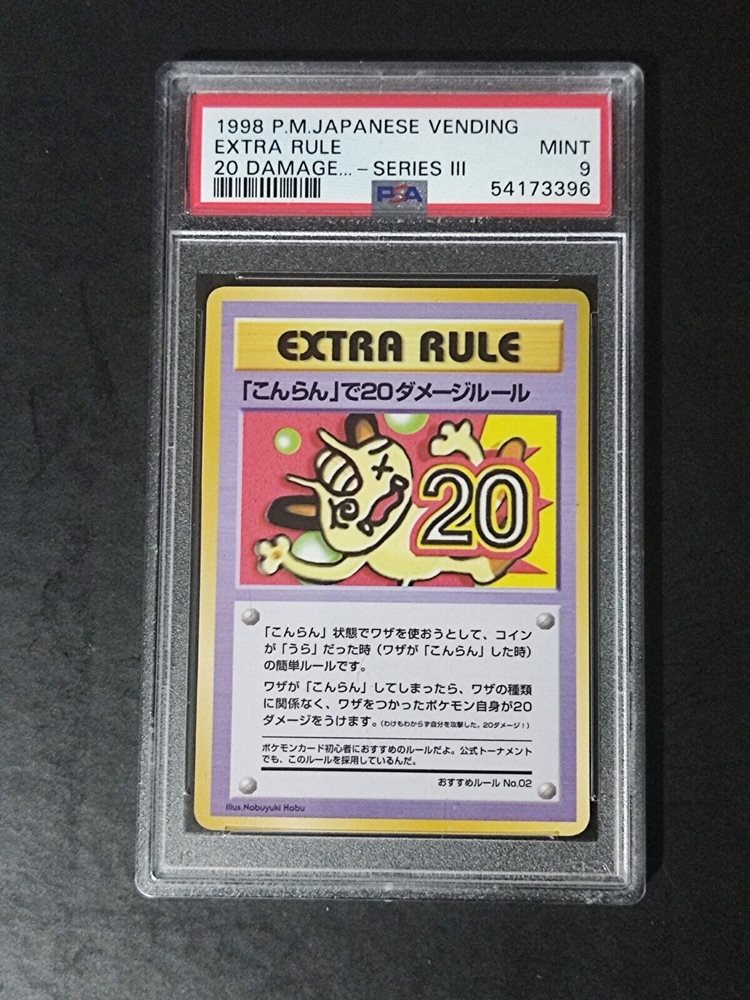 1998 P.M.JAPANESE VENDING
EXTRA RULE MINT
20 DAMAGE... - SERIES III 9
PSA 54173396
EXTRA RULE
「こんらん」で20ダメージルール
20
「こんらん」状態でワザを使おうとして、コイン
が「うら」だった時（ワザが「こんらん」した時）
の簡単ルールです。
ワザが「こんらん」してしまったら、ワザの種類
に関係なく、ワザをつかったポケモン自身が20
ダメージをうけます。（わけもわからず自分を攻撃した、20ダメージ！）
ポケモンカード初心者におすすめのルールだよ。公式トーナメント
でも、このルールを採用しているんだ。
おすすめルール No.02
Illus.Nobuyuki Habu